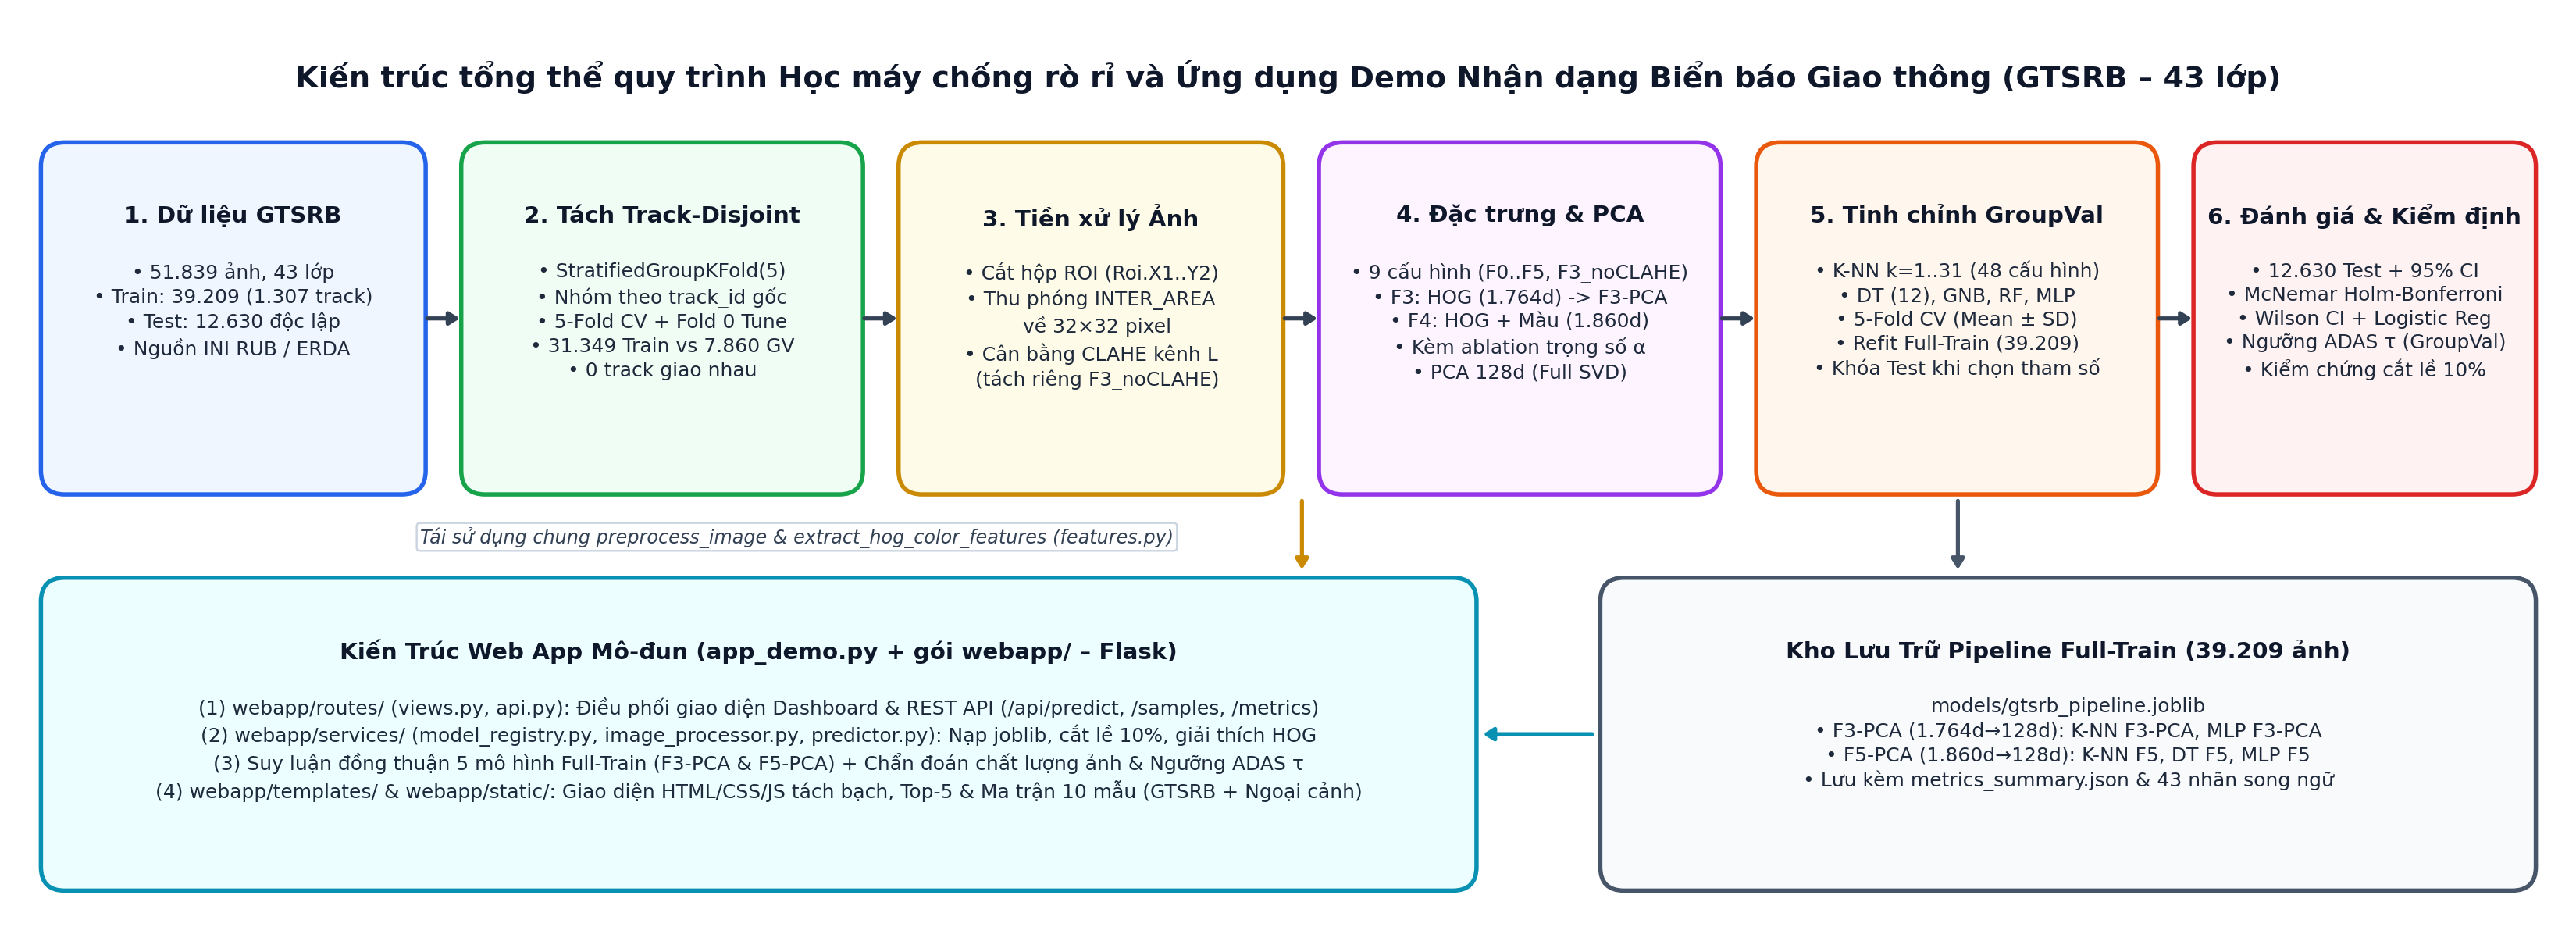 Kiến trúc tổng thể quy trình Học máy chống rò rỉ và Ứng dụng Demo Nhận dạng Biển báo Giao thông (GTSRB – 43 lớp)
1. Dữ liệu GTSRB
• 51.839 ảnh, 43 lớp
• Train: 39.209 (1.307 track)
• Test: 12.630 độc lập
• Nguồn INI RUB / ERDA
2. Tách Track-Disjoint
• StratifiedGroupKFold(5)
• Nhóm theo track_id gốc
• 5-Fold CV + Fold 0 Tune
• 31.349 Train vs 7.860 GV
• 0 track giao nhau
3. Tiền xử lý Ảnh
• Cắt hộp ROI (Roi.X1..Y2)
• Thu phóng INTER_AREA
về 32×32 pixel
• Cân bằng CLAHE kênh L
(tách riêng F3_noCLAHE)
4. Đặc trưng & PCA
• 9 cấu hình (F0..F5, F3_noCLAHE)
• F3: HOG (1.764d) -> F3-PCA
• F4: HOG + Màu (1.860d)
• Kèm ablation trọng số α
• PCA 128d (Full SVD)
5. Tinh chỉnh GroupVal
• K-NN k=1..31 (48 cấu hình)
• DT (12), GNB, RF, MLP
• 5-Fold CV (Mean ± SD)
• Refit Full-Train (39.209)
• Khóa Test khi chọn tham số
6. Đánh giá & Kiểm định
• 12.630 Test + 95% CI
• McNemar Holm-Bonferroni
• Wilson CI + Logistic Reg
• Ngưỡng ADAS τ (GroupVal)
• Kiểm chứng cắt lề 10%
Tái sử dụng chung preprocess_image & extract_hog_color_features (features.py)
Kiến Trúc Web App Mô-đun (app_demo.py + gói webapp/ – Flask)
(1) webapp/routes/ (views.py, api.py): Điều phối giao diện Dashboard & REST API (/api/predict, /samples, /metrics)
(2) webapp/services/ (model_registry.py, image_processor.py, predictor.py): Nạp joblib, cắt lề 10%, giải thích HOG
(3) Suy luận đồng thuận 5 mô hình Full-Train (F3-PCA & F5-PCA) + Chẩn đoán chất lượng ảnh & Ngưỡng ADAS τ
(4) webapp/templates/ & webapp/static/: Giao diện HTML/CSS/JS tách bạch, Top-5 & Ma trận 10 mẫu (GTSRB + Ngoại cảnh)
Kho Lưu Trữ Pipeline Full-Train (39.209 ảnh)
models/gtsrb_pipeline.joblib
• F3-PCA (1.764d→128d): K-NN F3-PCA, MLP F3-PCA
• F5-PCA (1.860d→128d): K-NN F5, DT F5, MLP F5
• Lưu kèm metrics_summary.json & 43 nhãn song ngữ